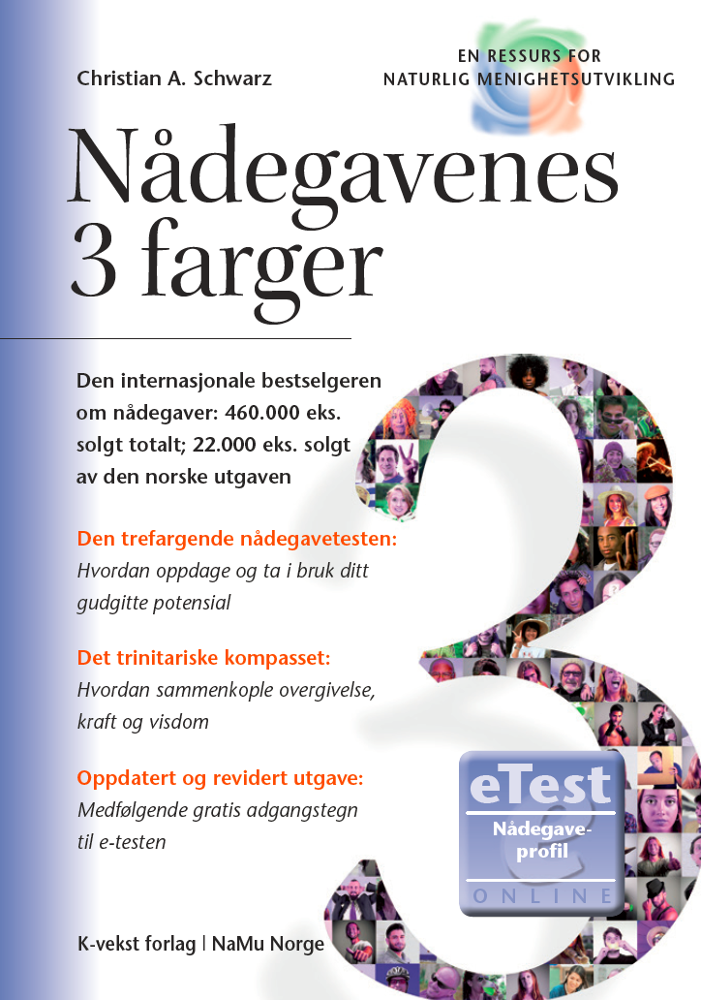 Christian A. Schwarz
EN RESSURS FOR
NATURLIG MENIGHETSUTVIKLING
Nådegavenes
3 farger
Den internasjonale bestselgeren
om nådegaver: 460.000 eks.
solgt totalt; 22.000 eks. solgt
av den norske utgaven
Den trefargende nådegavetesten:
Hvordan oppdage og ta i bruk ditt
gudgitte potensial
Det trinitariske kompasset:
Hvordan sammenkople overgivelse,
kraft og visdom
Oppdatert og revidert utgave:
Medfølgende gratis adgangstegn
til e-testen
eTest
Nådegave-
profil
e
ONLINE
K-vekst forlag | NaMu Norge